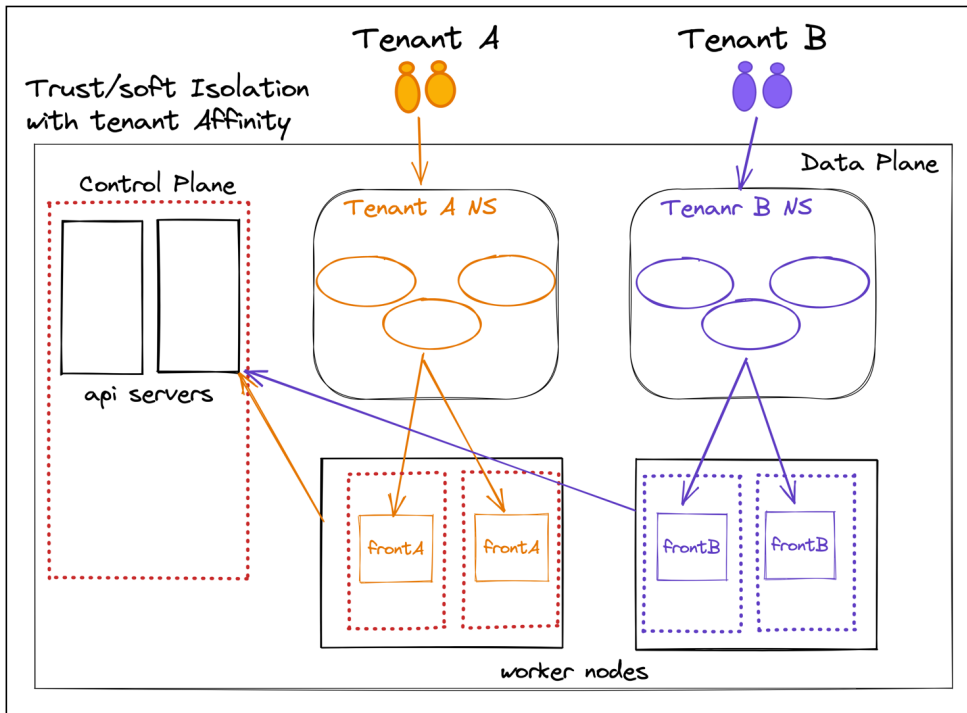 Tenant A
Tenant B
Trust/soft Isolation
with tenant Affinity
Data Plane
Control Plane
Tenant A NS
Tenanr B NS
api servers
frontA
frontA
frontB
frontB
worker nodes